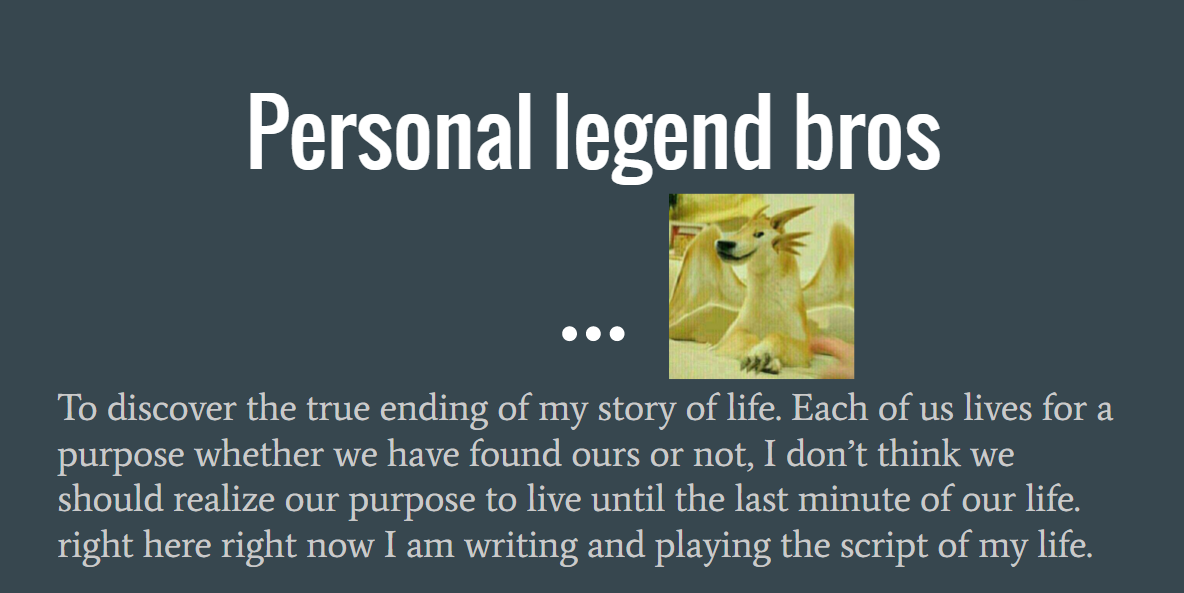 Personal legend bros
...
To discover the true ending of my story of life. Each of us lives for a
purpose whether we have found ours or not, I don’t think we
should realize our purpose to live until the last minute of our life.
right here right now I am writing and playing the script of my life.